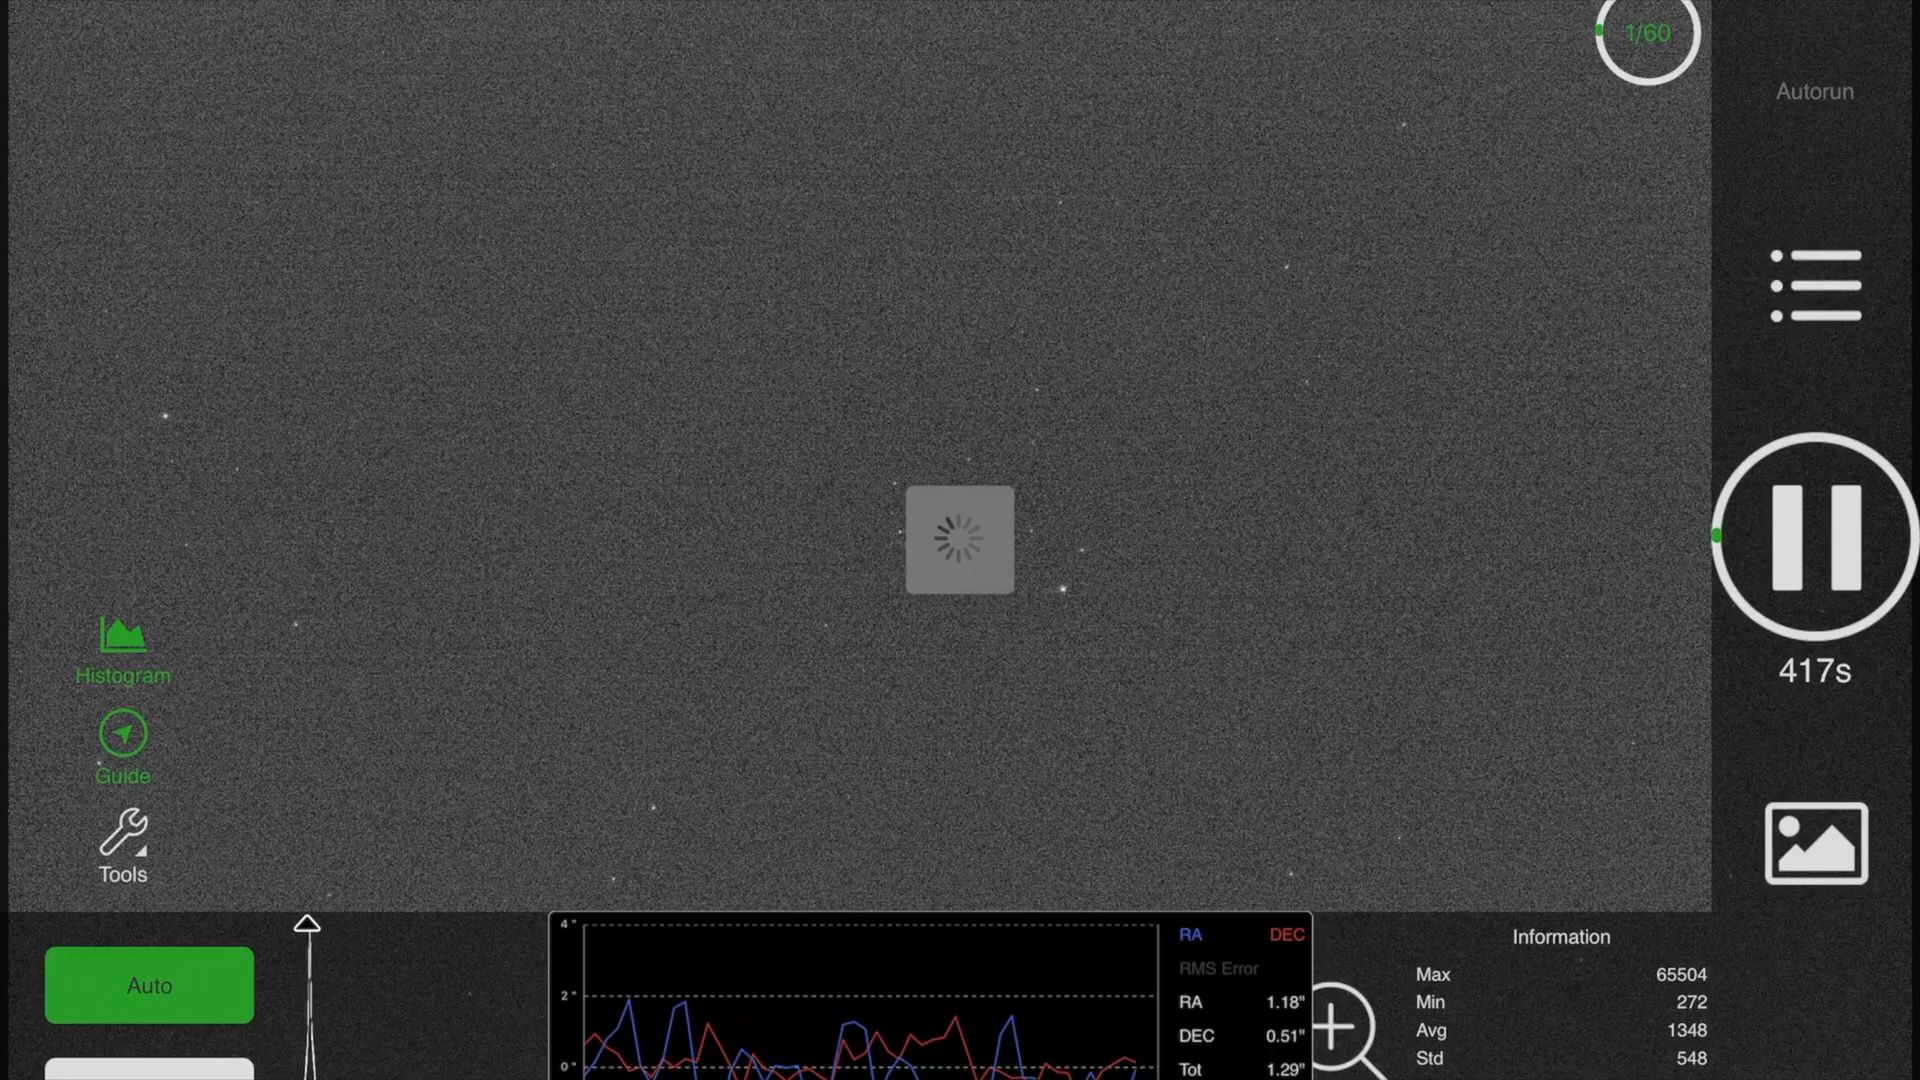 1/60
Autorun
417s
Histogram
Guide
Tools
Auto
4"
2"
0"
RA DEC
RMS Error
RA 1.18"
DEC 0.51"
Tot 1.29"
Information
Max 65504
Min 272
Avg 1348
Std 548